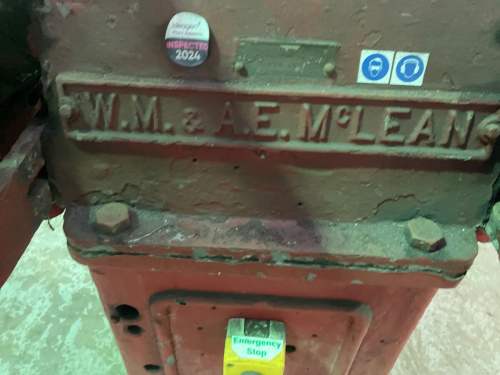 INSPECTED
2024
W.M. & A.E. McLEAN
Emergency
Stop